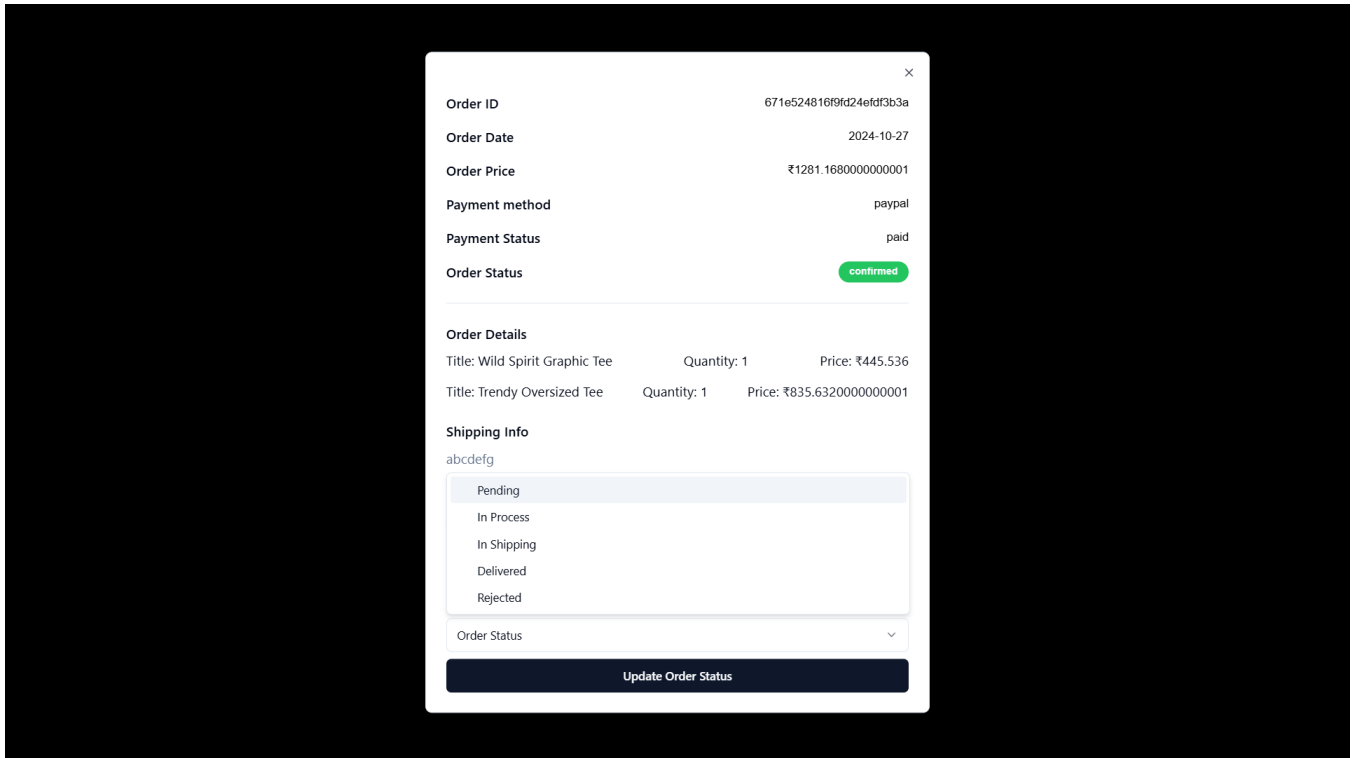 Order ID 671e524816f9fd24efdf3b3a
Order Date 2024-10-27
Order Price ₹1281.1680000000001
Payment method paypal
Payment Status paid
Order Status confirmed
Order Details
Title: Wild Spirit Graphic Tee Quantity: 1 Price: ₹445.536
Title: Trendy Oversized Tee Quantity: 1 Price: ₹835.6320000000001
Shipping Info
abcdefg
Pending
In Process
In Shipping
Delivered
Rejected
Order Status
Update Order Status